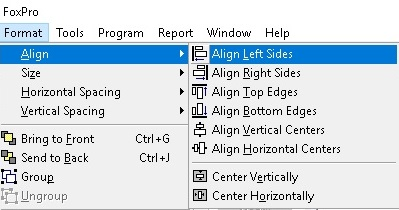 FoxPro
Format Tools Program Report Window Help
Align
Size
Horizontal Spacing
Vertical Spacing
Bring to Front Ctrl+G
Send to Back Ctrl+J
Group
Ungroup
Align Left Sides
Align Right Sides
Align Top Edges
Align Bottom Edges
Align Vertical Centers
Align Horizontal Centers
Center Vertically
Center Horizontally